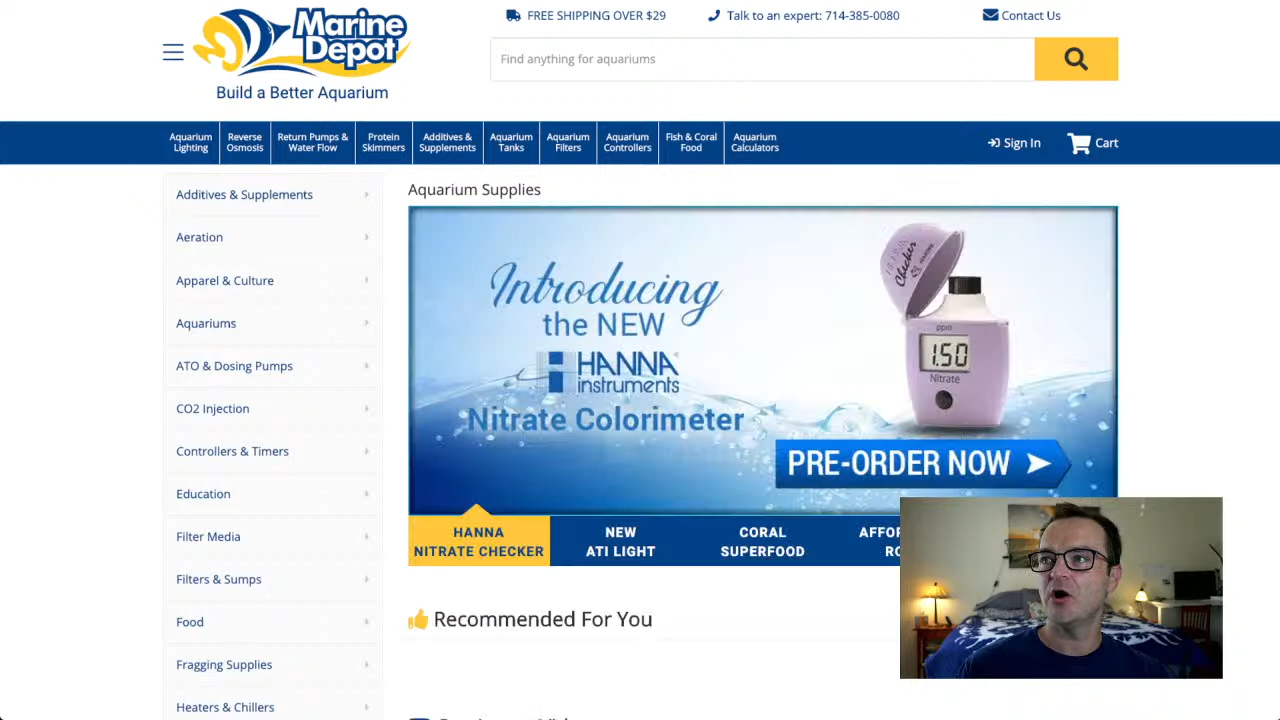 Marine
Depot
Build a Better Aquarium
FREE SHIPPING OVER $29
Talk to an expert: 714-385-0080
Contact Us
Find anything for aquariums
Aquarium
Lighting
Reverse
Osmosis
Return Pumps &
Water Flow
Protein
Skimmers
Additives &
Supplements
Aquarium
Tanks
Aquarium
Filters
Aquarium
Controllers
Fish & Coral
Food
Aquarium
Calculators
Sign In
Cart
Additives & Supplements
Aeration
Apparel & Culture
Aquariums
ATO & Dosing Pumps
CO2 Injection
Controllers & Timers
Education
Filter Media
Filters & Sumps
Food
Fragging Supplies
Heaters & Chillers
Aquarium Supplies
Introducing
the NEW
HANNA
instruments
Nitrate Colorimeter
Checker
ppm
1.50
Nitrate
PRE-ORDER NOW
HANNA
NITRATE CHECKER
NEW
ATI LIGHT
CORAL
SUPERFOOD
Recommended For You